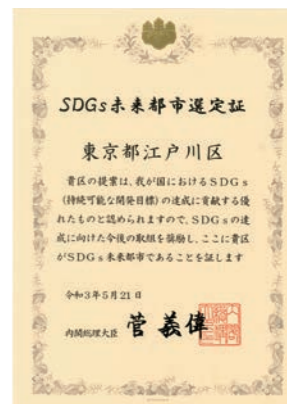 SDGs未来都市選定証
東京都江戸川区
貴区の提案は、我が国におけるSDGs
(持続可能な開発目標)の達成に貢献する優
れたものと認められますので、SDGsの達
成に向けた今後の取組を奨励し、ここに貴区
がSDGs未来都市であることを証します
令和3年5月21日
内閣総理大臣 菅義偉